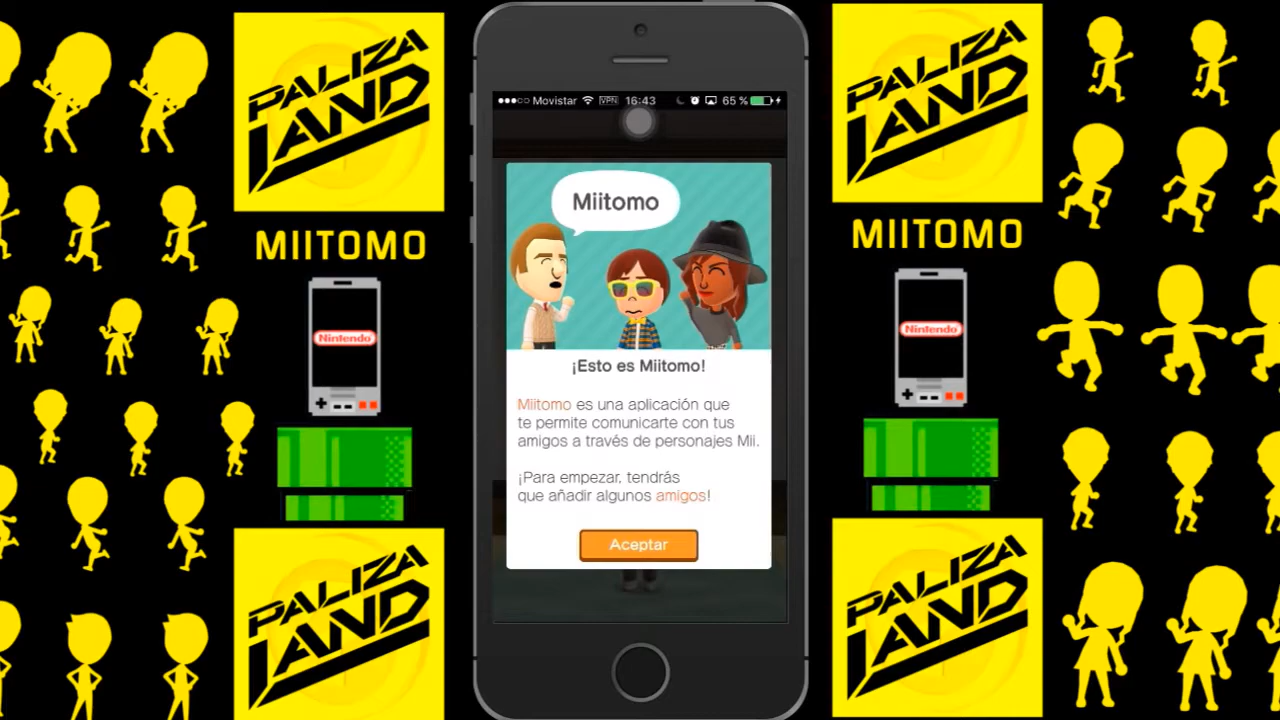 PALIZA
LAND
MIITOMO
Nintendo
PALIZA
LAND
Movistar VPN 16:43 65 %
Miitomo
¡Esto es Miitomo!
Miitomo es una aplicación que
te permite comunicarte con tus
amigos a través de personajes Mii.
¡Para empezar, tendrás
que añadir algunos amigos!
Aceptar
PALIZA
LAND
MIITOMO
Nintendo
PALIZA
LAND